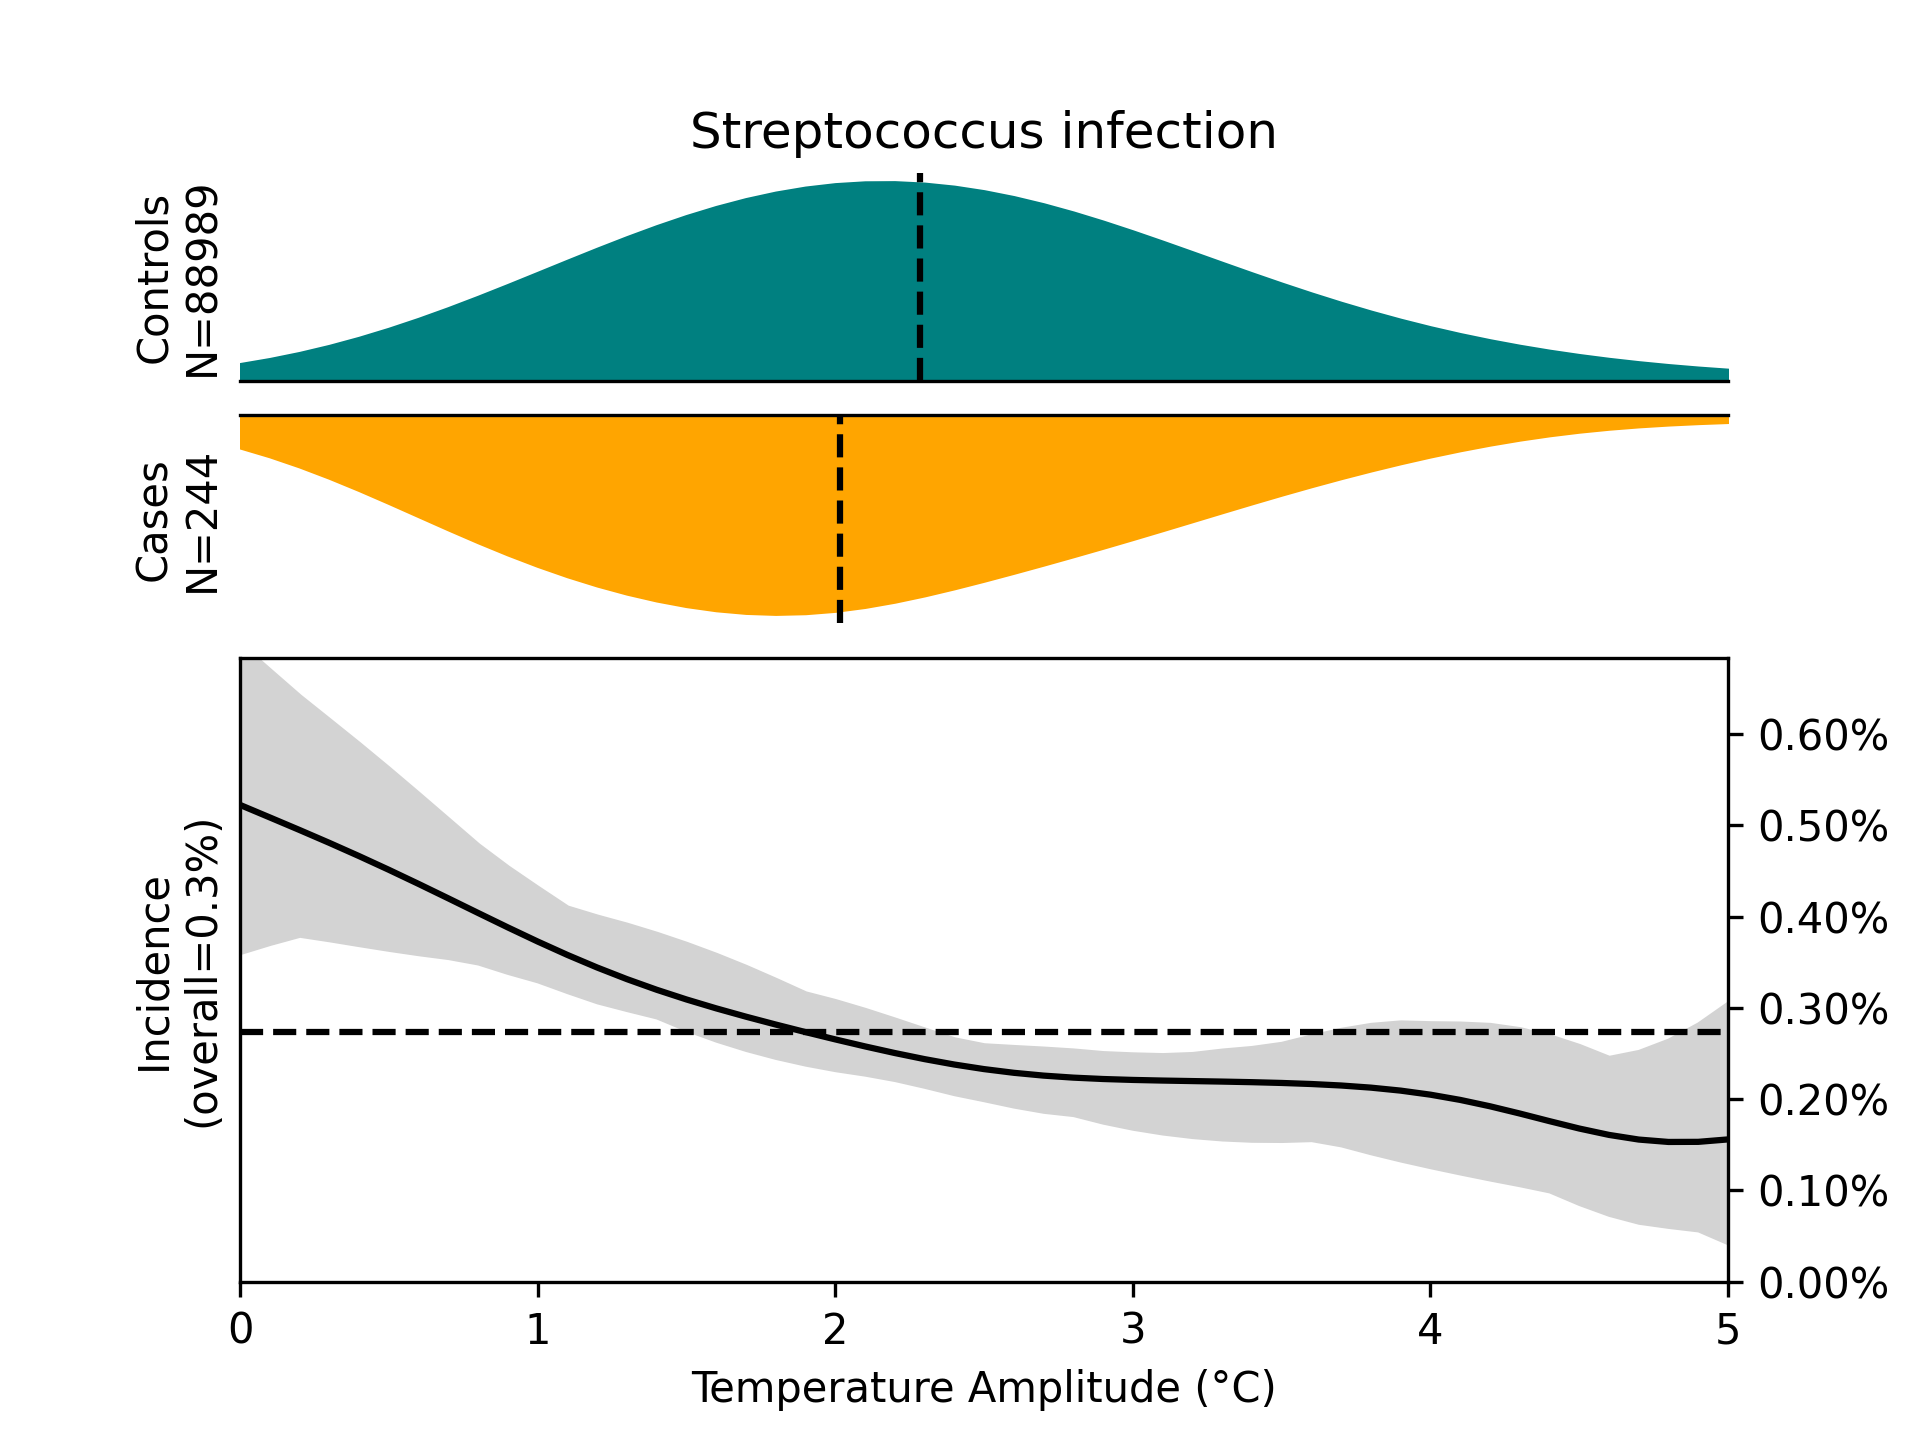 Streptococcus infection
Controls
N=88989
Cases
N=244
Incidence
(overall=0.3%)
0.60%
0.50%
0.40%
0.30%
0.20%
0.10%
0.00%
0 1 2 3 4 5
Temperature Amplitude (°C)